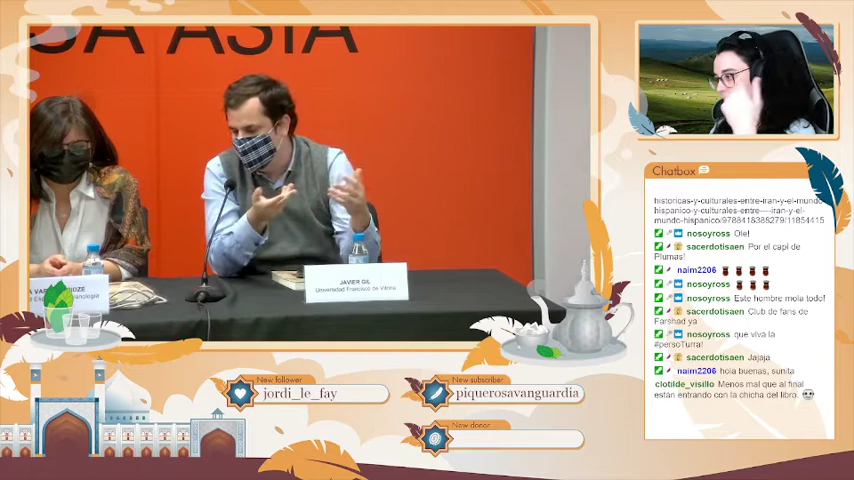 SA ASIA
JAVIER GIL
Universidad Francisco de Vitoria
Chatbox
historicas-y-culturales-entre-iran-y-el-mundo-
hispanico-y-culturales-entre----iran-y-el-
mundo-hispanico/9788418388279/11854415
nosoyross Ole!
sacerdotisaen Por el capi de
Plumas!
naim2206
nosoyross
nosoyross Este hombre mola todo!
sacerdotisaen Club de fans de
Farshad ya
nosoyross que viva la
#persoTurra!
sacerdotisaen Jajaja
naim2206 hola buenas, sunita
clotilde_visillo Menos mal que al final
están entrando con la chicha del libro.
New follower
jordi_le_fay
New subscriber
piquerosavanguardia
New donor